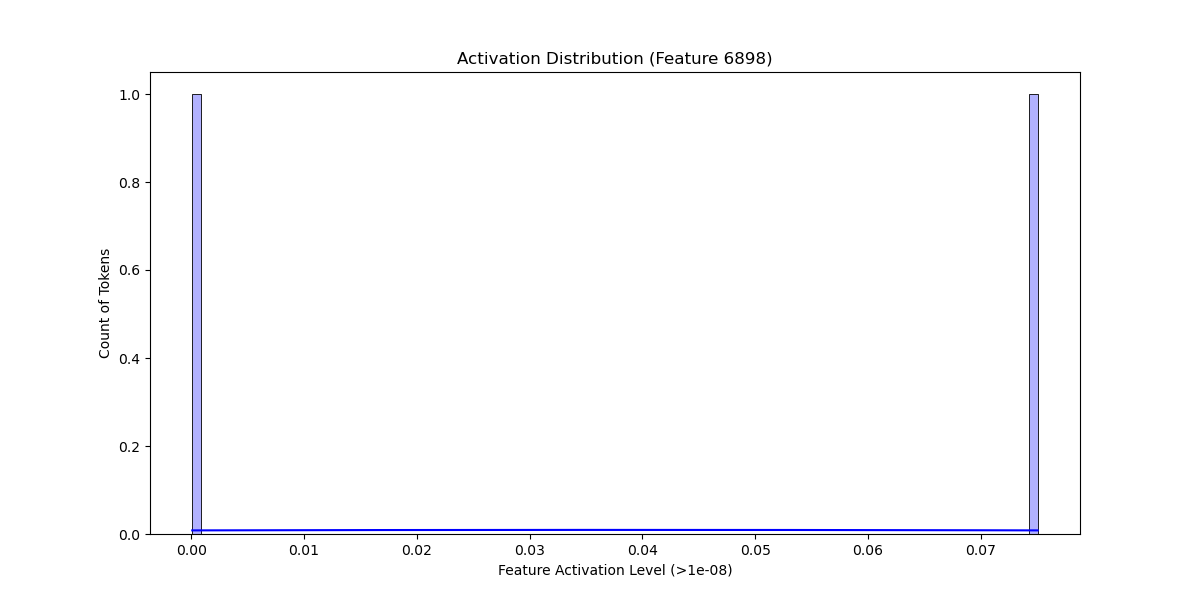 Activation Distribution (Feature 6898)
Count of Tokens
1.0
0.8
0.6
0.4
0.2
0.0
0.00 0.01 0.02 0.03 0.04 0.05 0.06 0.07
Feature Activation Level (>1e-08)